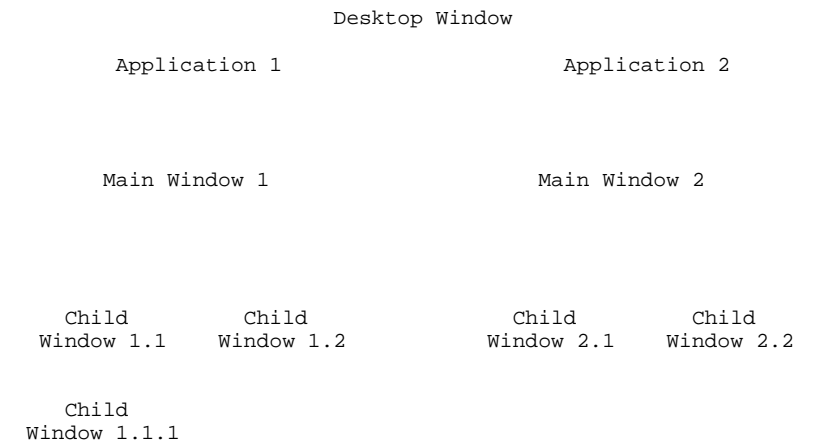 Desktop Window
Application 1 Application 2
Main Window 1 Main Window 2
Child Child Child Child
Window 1.1 Window 1.2 Window 2.1 Window 2.2
Child
Window 1.1.1